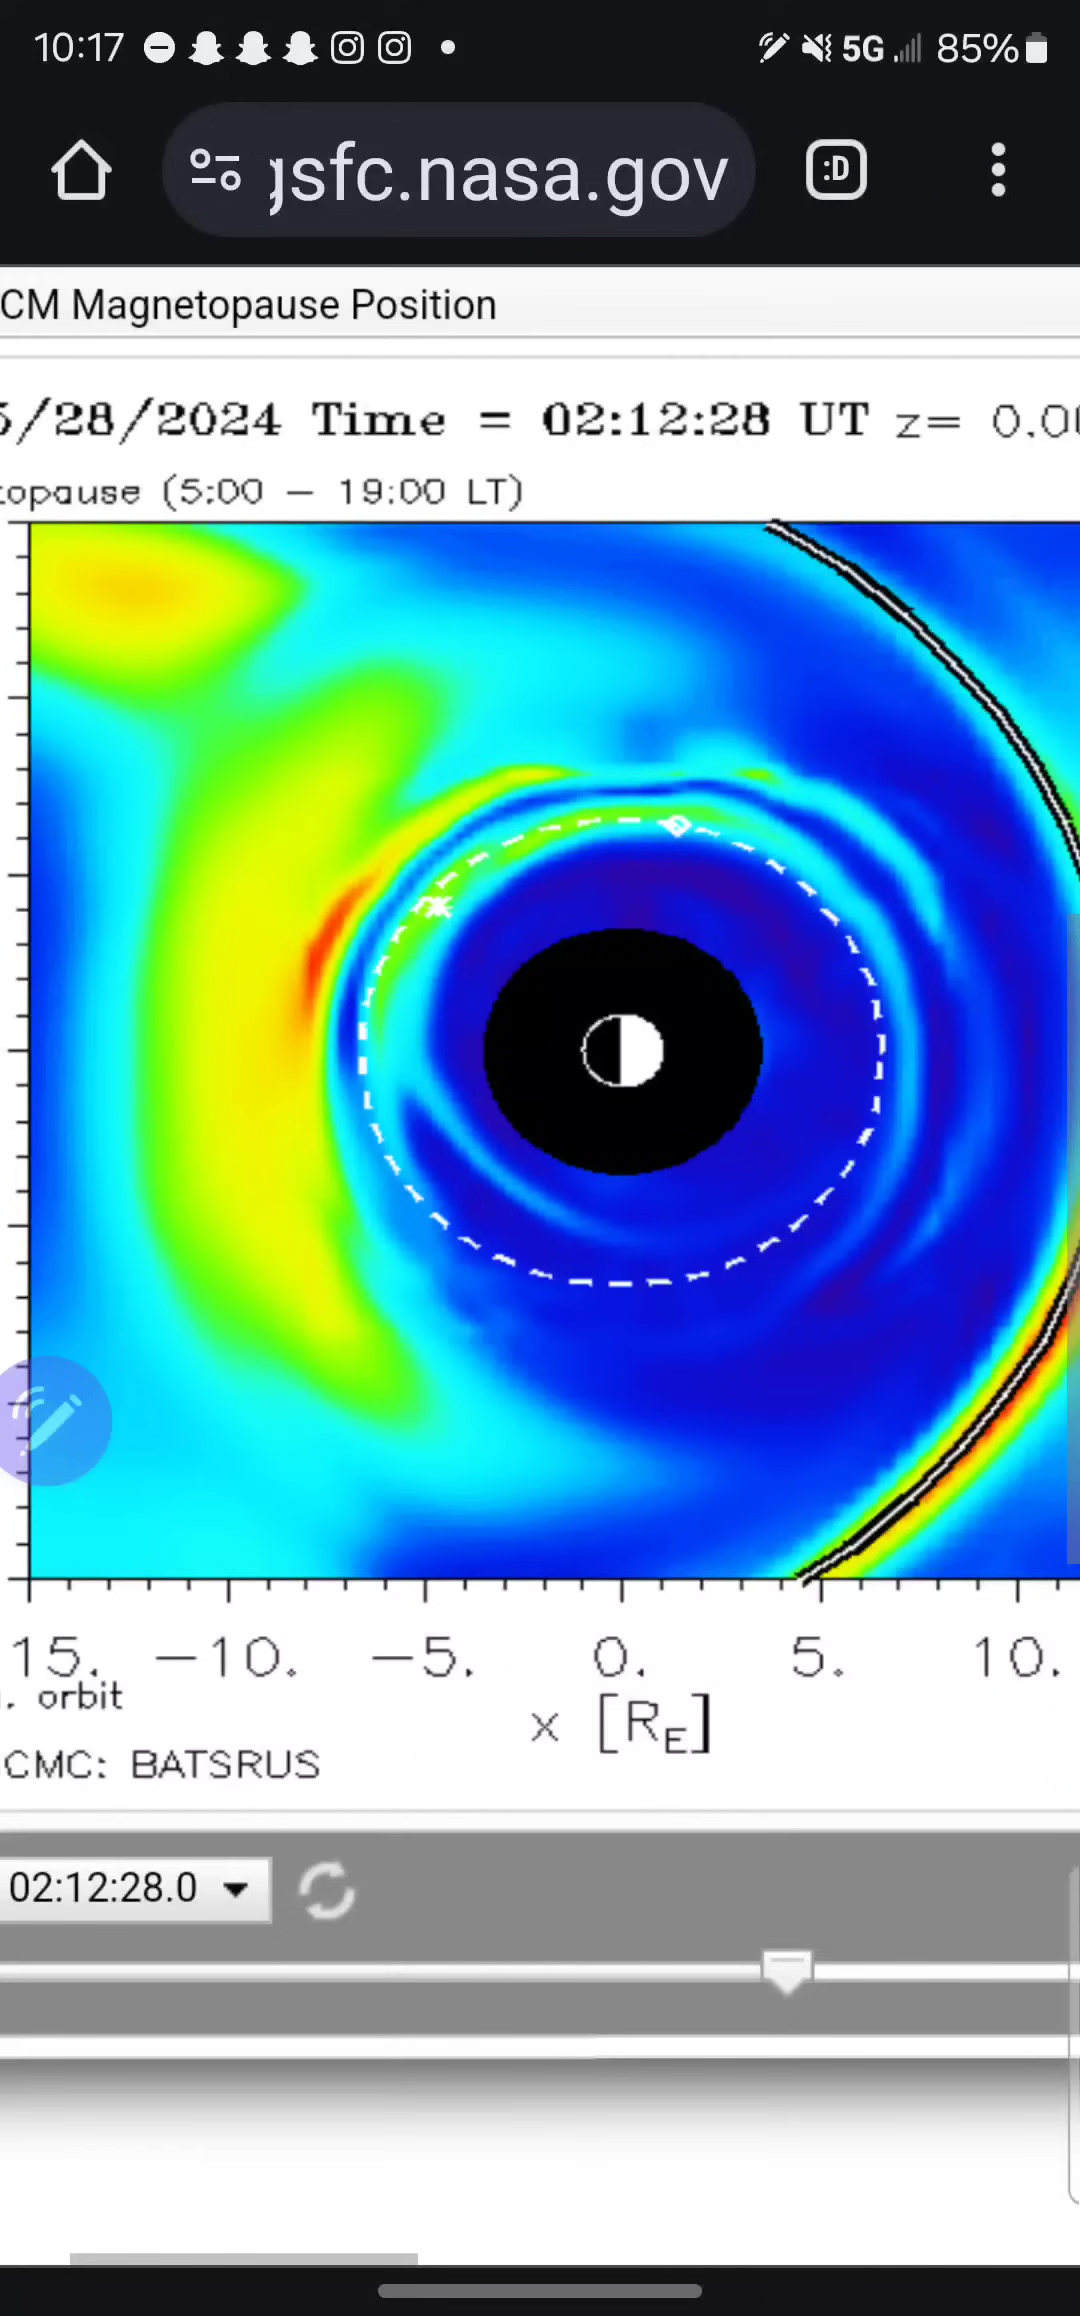 10:17 5G 85%
gsfc.nasa.gov :D
CM Magnetopause Position
5/28/2024 Time = 02:12:28 UT z= 0.0
topause (5:00 – 19:00 LT)
15. −10. −5. 0. 5. 10.
. orbit
x [RE]
CMC: BATSRUS
02:12:28.0